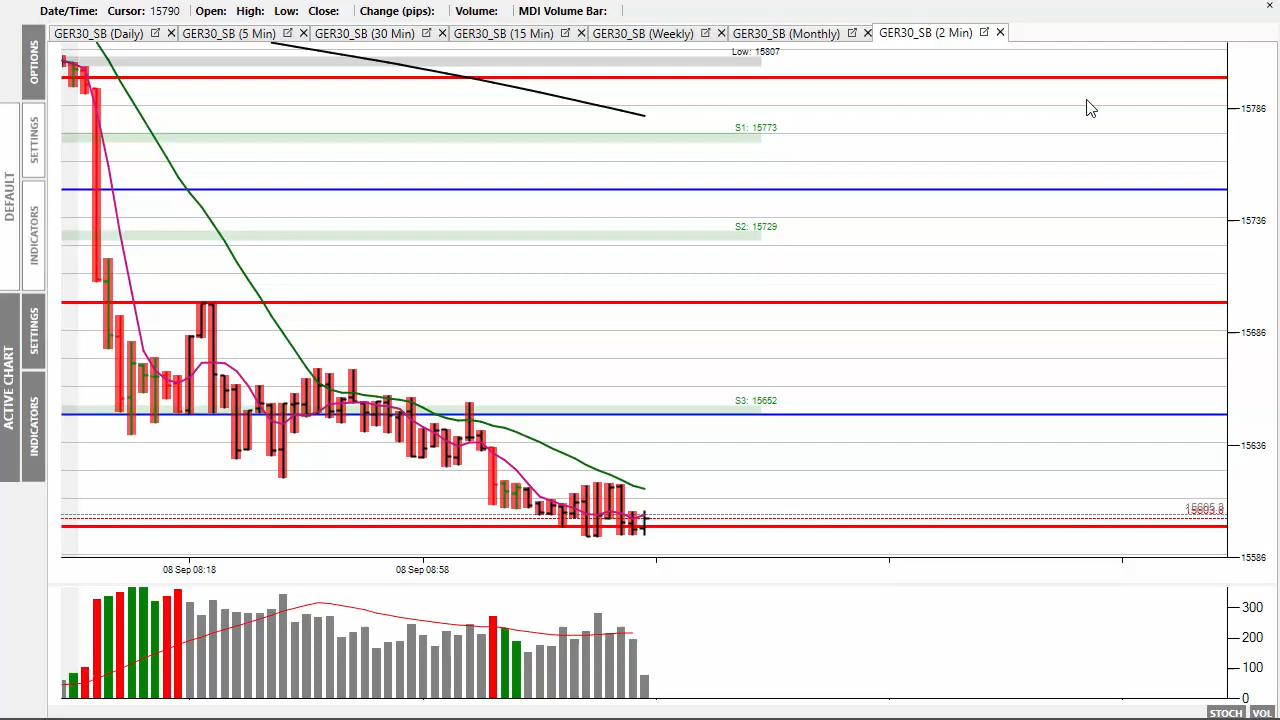 Date/Time: Cursor: 15790 Open: High: Low: Close: Change (pips): Volume: MDI Volume Bar:
GER30_SB (Daily) GER30_SB (5 Min) GER30_SB (30 Min) GER30_SB (15 Min) GER30_SB (Weekly) GER30_SB (Monthly) GER30_SB (2 Min)
OPTIONS
SETTINGS
DEFAULT
INDICATORS
SETTINGS
ACTIVE CHART
INDICATORS
Low: 15807
15786
S1: 15773
15736
S2: 15729
15686
S3: 15652
15636
15586
08 Sep 08:18
08 Sep 08:58
300
200
100
0
STOCH VOL